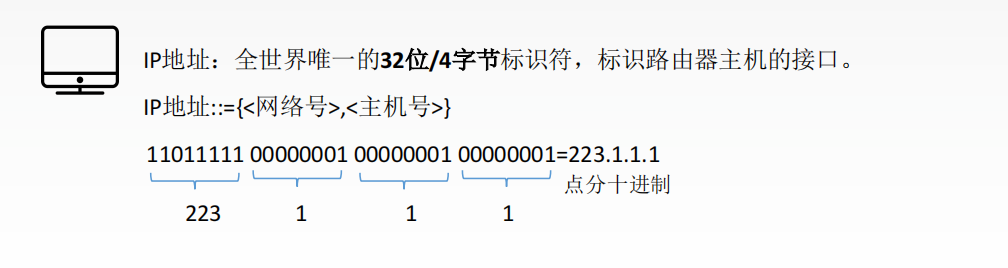 IP地址：全世界唯一的32位/4字节标识符，标识路由器主机的接口。
IP地址::={<网络号>,<主机号>}
11011111 00000001 00000001 00000001=223.1.1.1
点分十进制
223 1 1 1